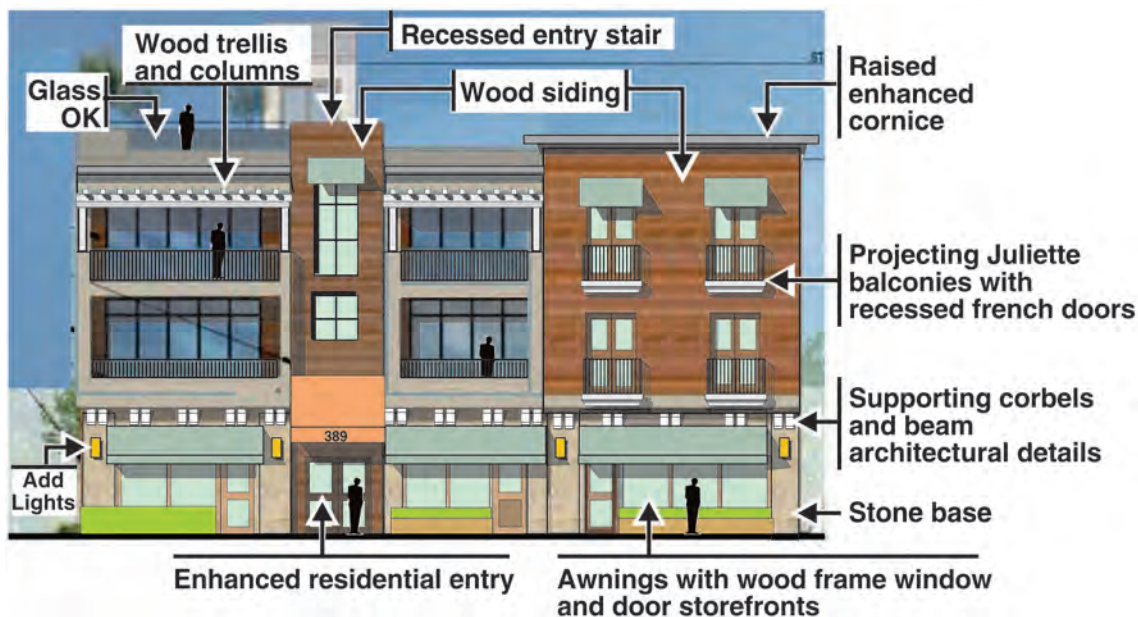 Recessed entry stair
Wood trellis
and columns
Glass
OK
Wood siding
Raised
enhanced
cornice
ST
Projecting Juliette
balconies with
recessed french doors
Supporting corbels
and beam
architectural details
389
Add
Lights
Stone base
Enhanced residential entry
Awnings with wood frame window
and door storefronts